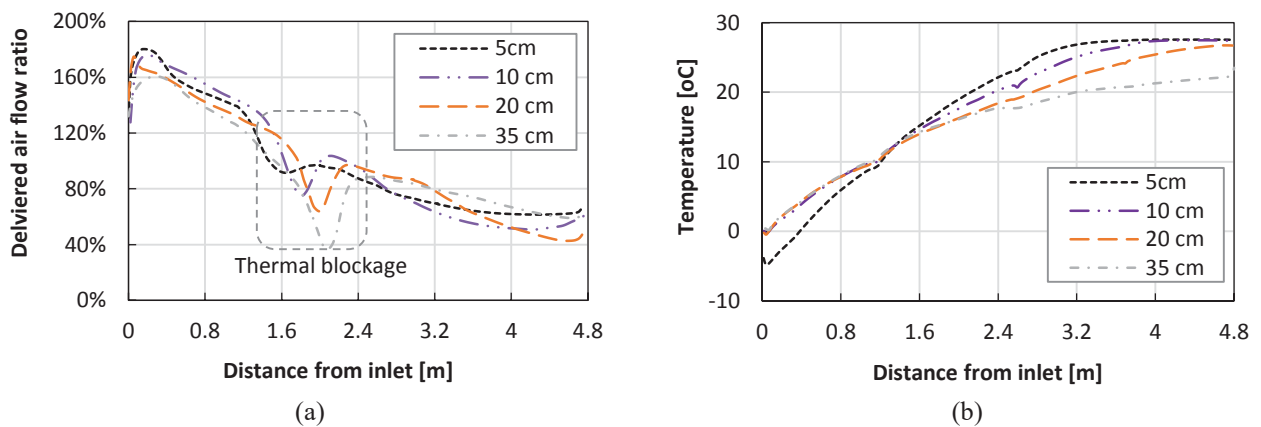 200%
160%
120%
80%
40%
0%
Delviered air flow ratio
5cm
10 cm
20 cm
35 cm
Thermal blockage
0 0.8 1.6 2.4 3.2 4 4.8
Distance from inlet [m]
(a)
30
20
10
0
-10
Temperature [oC]
5cm
10 cm
20 cm
35 cm
0 0.8 1.6 2.4 3.2 4 4.8
Distance from inlet [m]
(b)